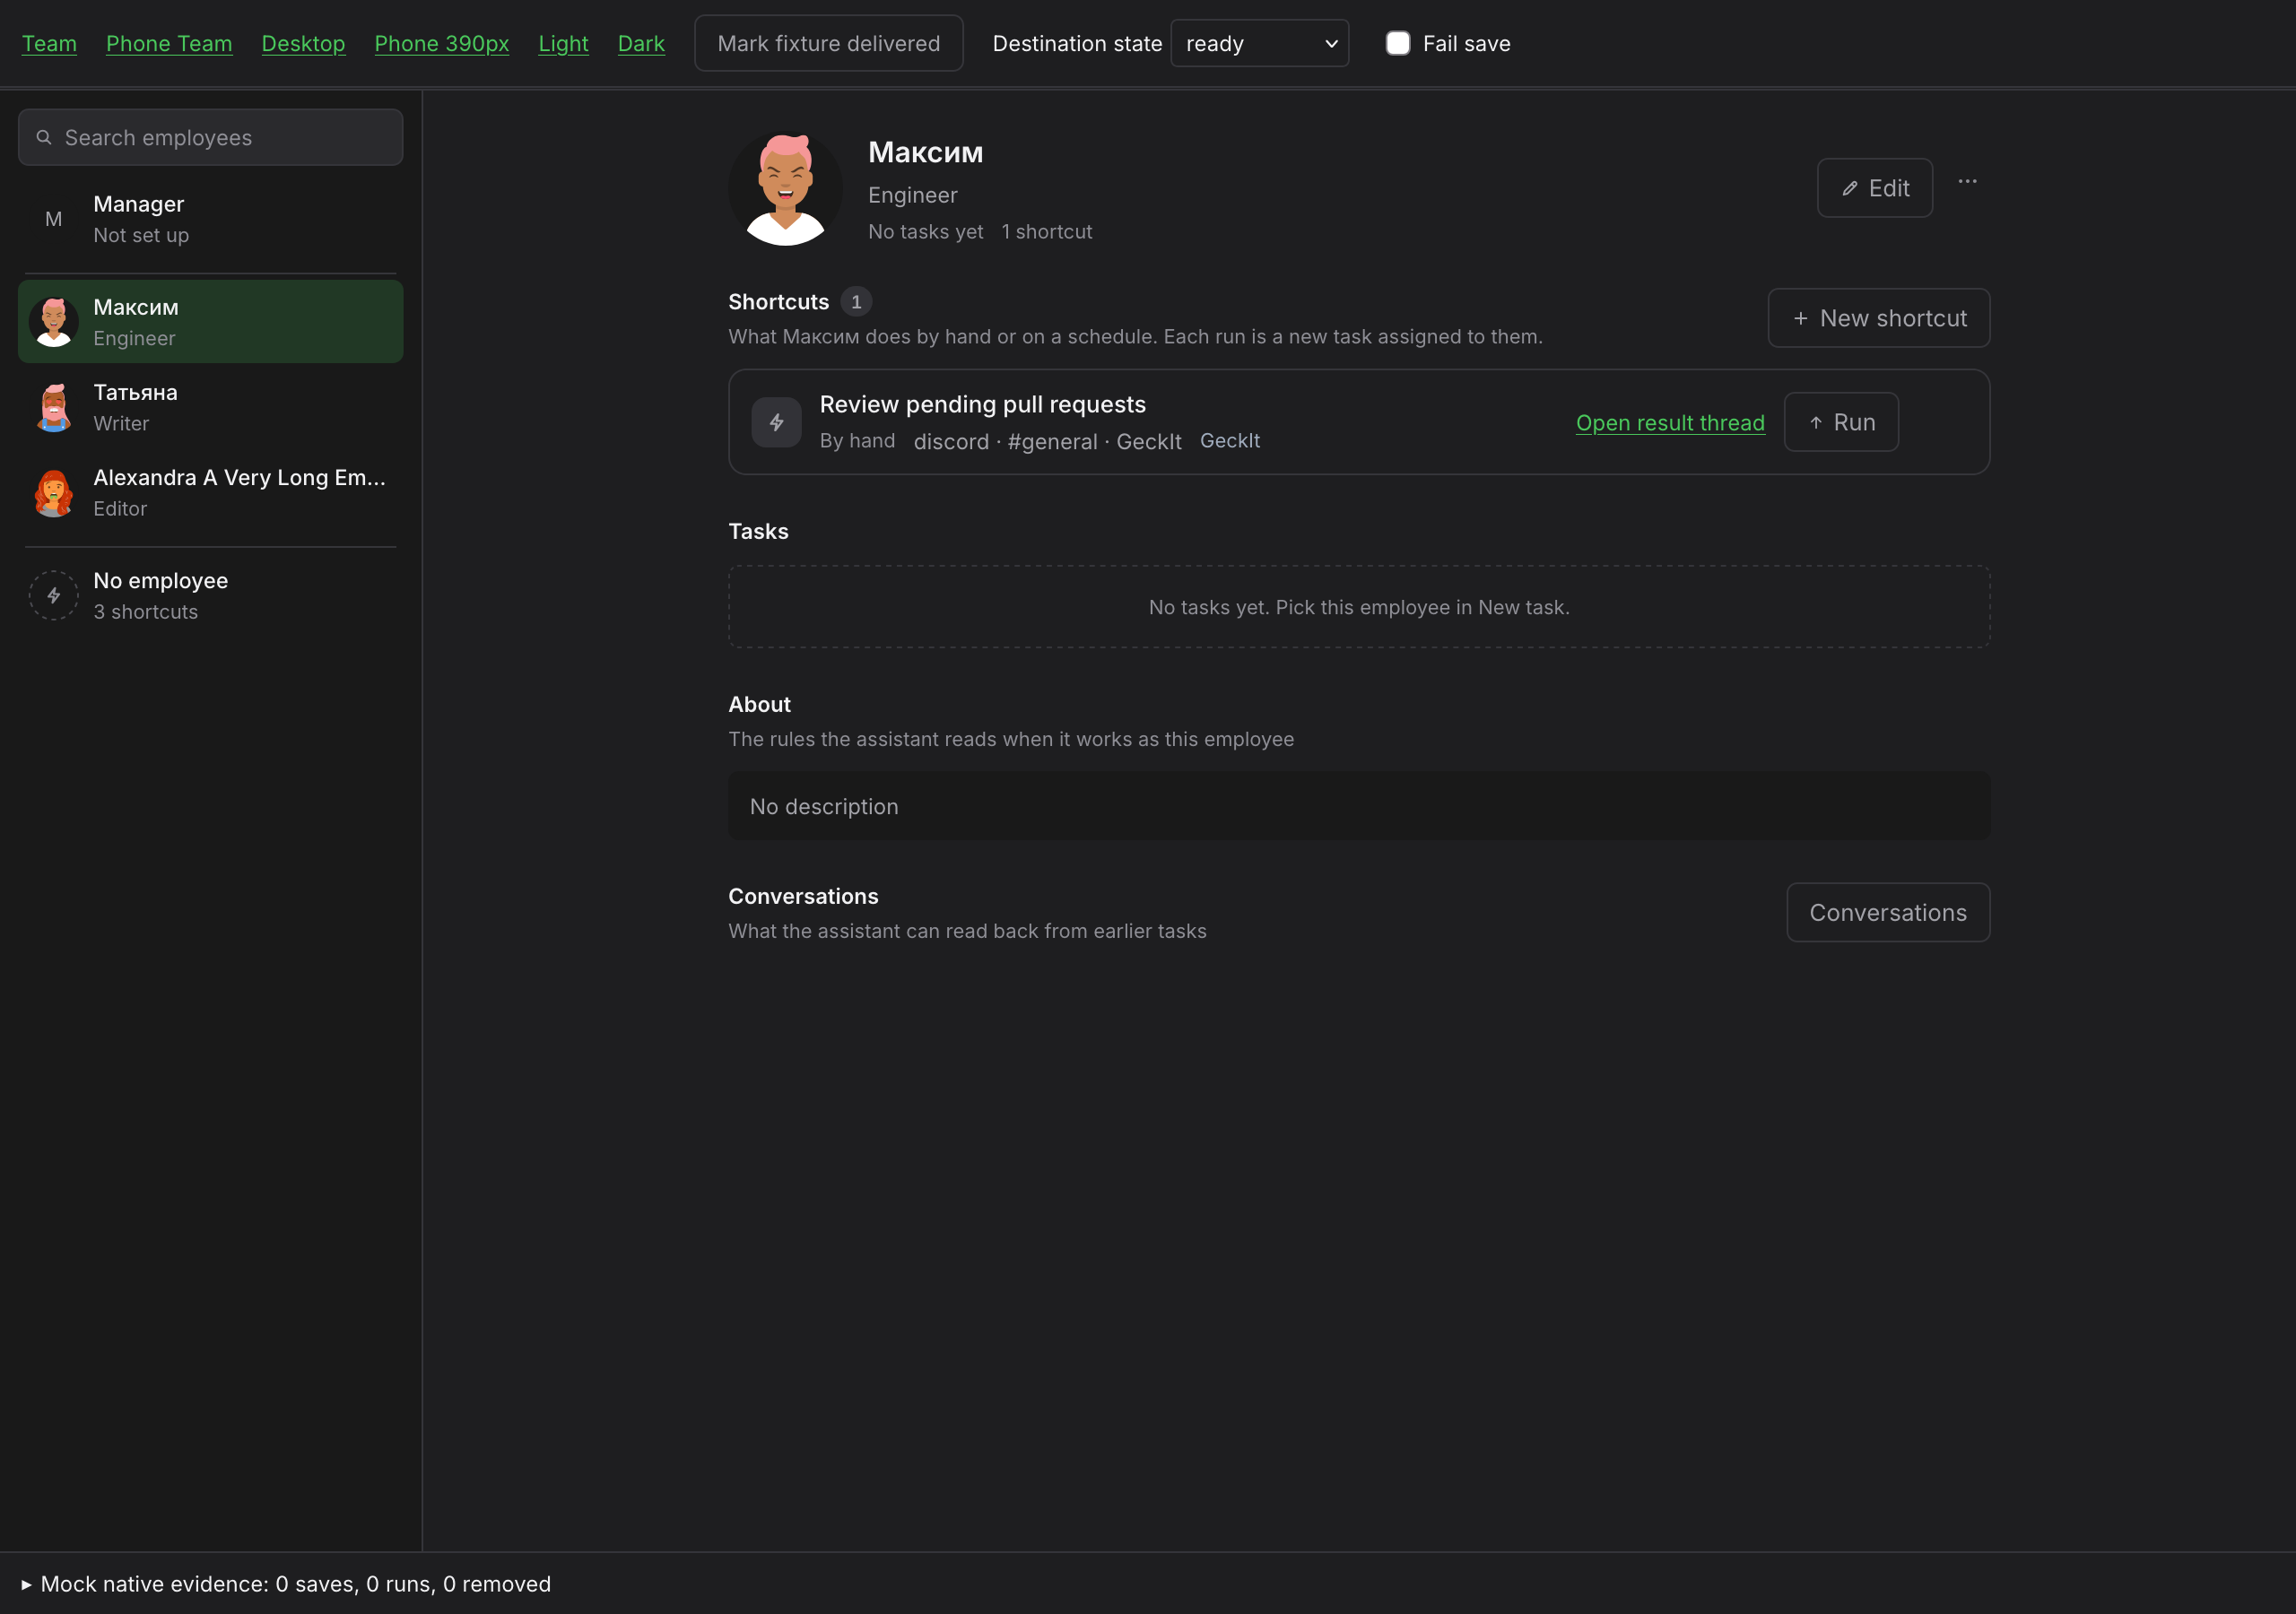 Team Phone Team Desktop Phone 390px Light Dark Mark fixture delivered Destination state ready Fail save
Search employees
M
Manager
Not set up
Максим
Engineer
Татьяна
Writer
Alexandra A Very Long Em...
Editor
No employee
3 shortcuts
Максим
Engineer
No tasks yet 1 shortcut
Edit
Shortcuts 1
What Максим does by hand or on a schedule. Each run is a new task assigned to them.
+ New shortcut
Review pending pull requests
By hand discord · #general · GeckIt GeckIt
Open result thread
Run
Tasks
No tasks yet. Pick this employee in New task.
About
The rules the assistant reads when it works as this employee
No description
Conversations
What the assistant can read back from earlier tasks
Conversations
Mock native evidence: 0 saves, 0 runs, 0 removed